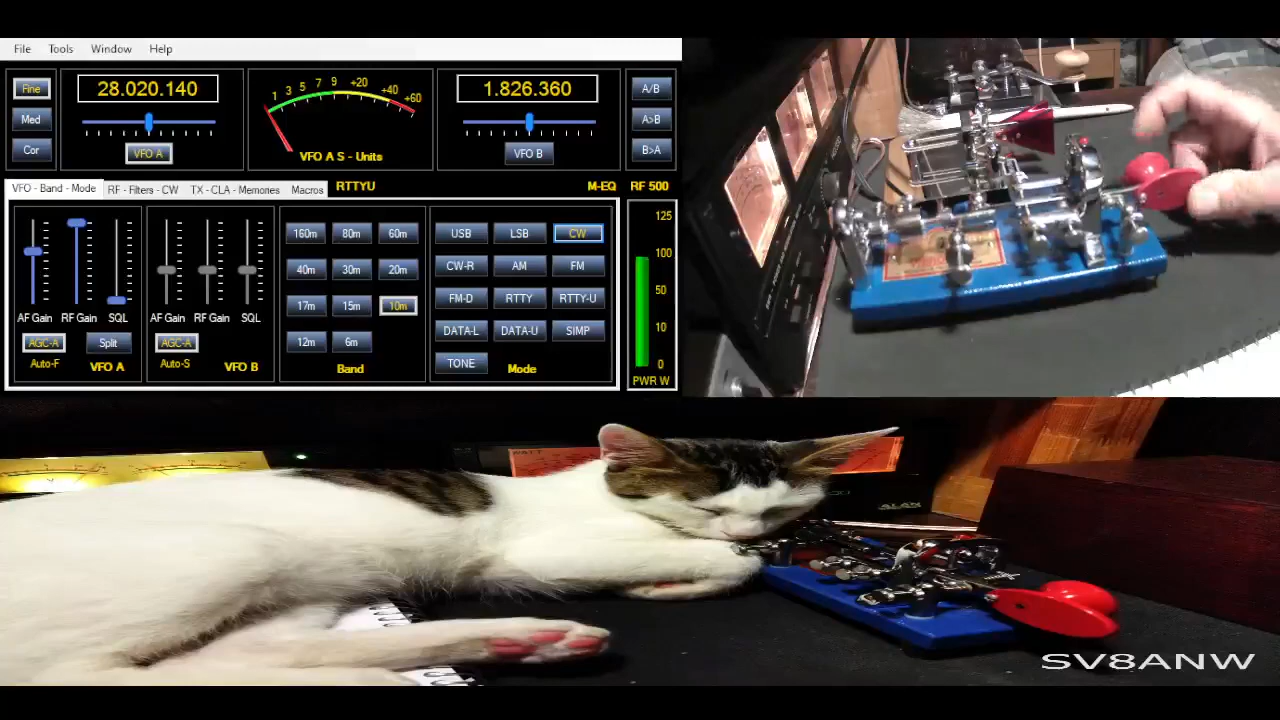 File Tools Window Help
Fine 28.020.140 1 3 5 7 9 +20 +40 +60 1.826.360 A/B
Med A>B
Cor VFO A VFO A S - Units VFO B B>A
VFO - Band - Mode RF - Filters - CW TX - CLA - Memories Macros RTTYU M-EQ RF 500
160m 80m 60m USB LSB CW 125
40m 30m 20m CW-R AM FM 100
17m 15m 10m FM-D RTTY RTTY-U 50
AF Gain RF Gain SQL AF Gain RF Gain SQL
12m 6m DATA-L DATA-U SIMP 10
AGC-A Split AGC-A
Auto-F VFO A Auto-S VFO B Band TONE Mode 0
PWR W
WATT
ALAN
SV8ANW